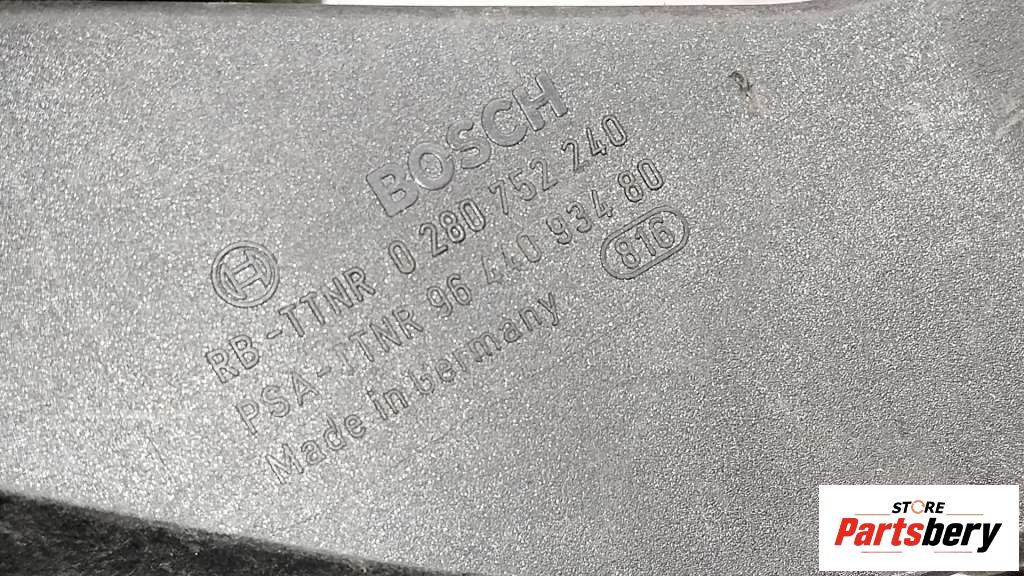 BOSCH
RB-TTNR 0 280 752 240
PSA-TTNR 96 440 934 80
Made in Germany
816
STORE
Partsbery